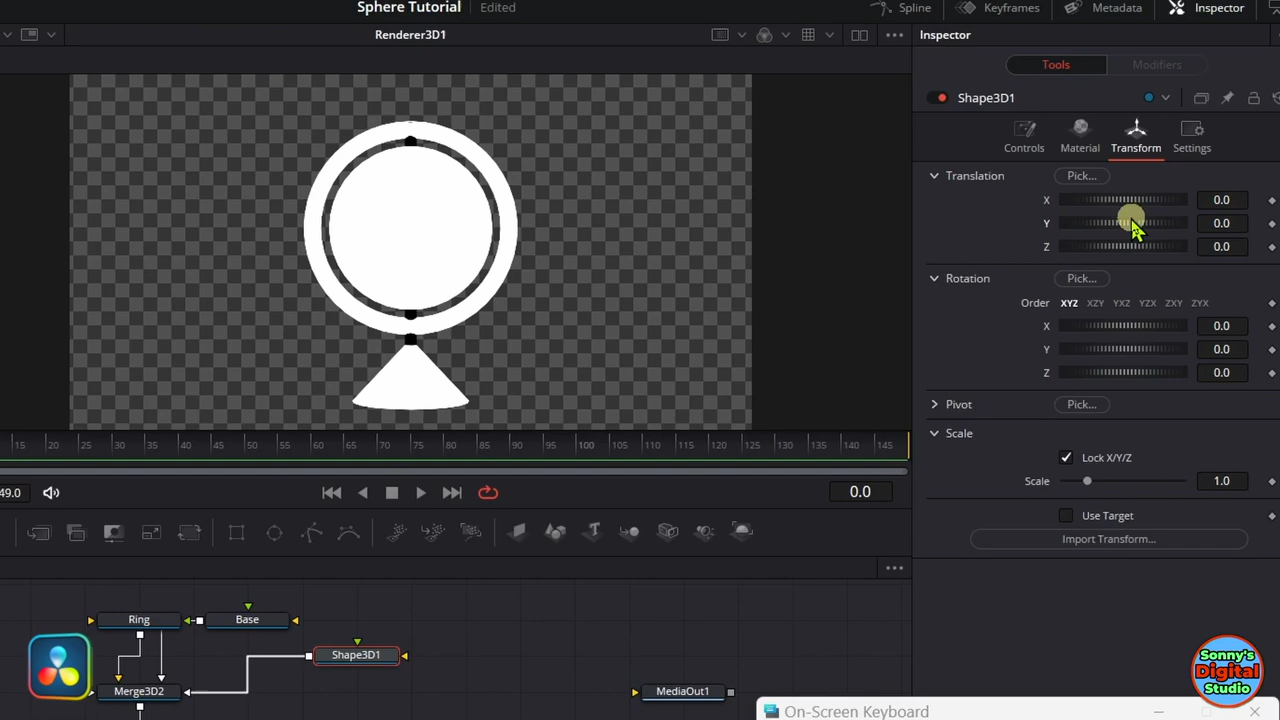 Sphere Tutorial Edited
Spline Keyframes Metadata Inspector
Renderer3D1
Inspector
Tools Modifiers
Shape3D1
Controls Material Transform Settings
Translation Pick...
X 0.0
Y 0.0
Z 0.0
Rotation Pick...
Order XYZ XZY YXZ YZX ZXY ZYX
X 0.0
Y 0.0
Z 0.0
Pivot Pick...
Scale
Lock X/Y/Z
Scale 1.0
Use Target
Import Transform...
15 20 25 30 35 40 45 50 55 60 65 70 75 80 85 90 95 100 105 110 115 120 125 130 135 140 145
49.0 0.0
T
Ring Base
Shape3D1
Merge3D2 MediaOut1
Sonny's
Digital
Studio
On-Screen Keyboard